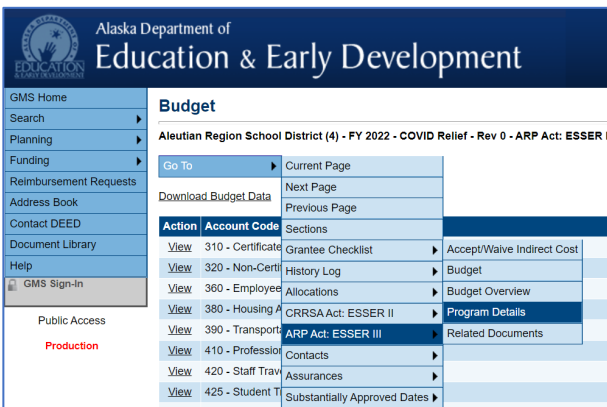 Alaska Department of
Education & Early Development
EDUCATION
& EARLY DEVELOPMENT
GMS Home
Search
Planning
Funding
Reimbursement Requests
Address Book
Contact DEED
Document Library
Help
GMS Sign-In
Public Access
Production
Budget
Aleutian Region School District (4) - FY 2022 - COVID Relief - Rev 0 - ARP Act: ESSER
Go To
Download Budget Data
Action Account Code
View 310 - Certificate
View 320 - Non-Certi
View 360 - Employee
View 380 - Housing A
View 390 - Transport
View 410 - Profession
View 420 - Staff Trav
View 425 - Student T
Current Page
Next Page
Previous Page
Sections
Grantee Checklist
History Log
Allocations
CRRSA Act: ESSER II
ARP Act: ESSER III
Contacts
Assurances
Substantially Approved Dates
Accept/Waive Indirect Cost
Budget
Budget Overview
Program Details
Related Documents